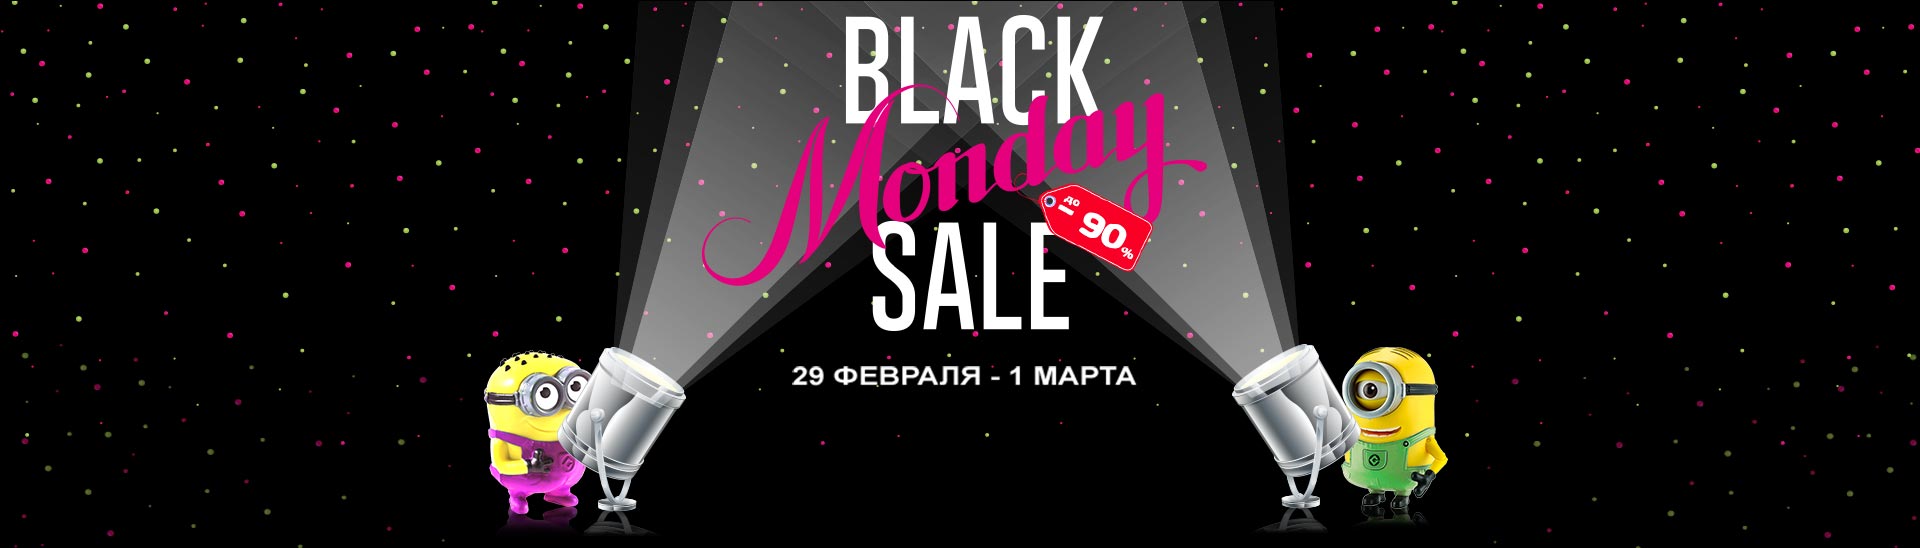 BLACK
Monday
до
- 90%
SALE
29 ФЕВРАЛЯ - 1 МАРТА